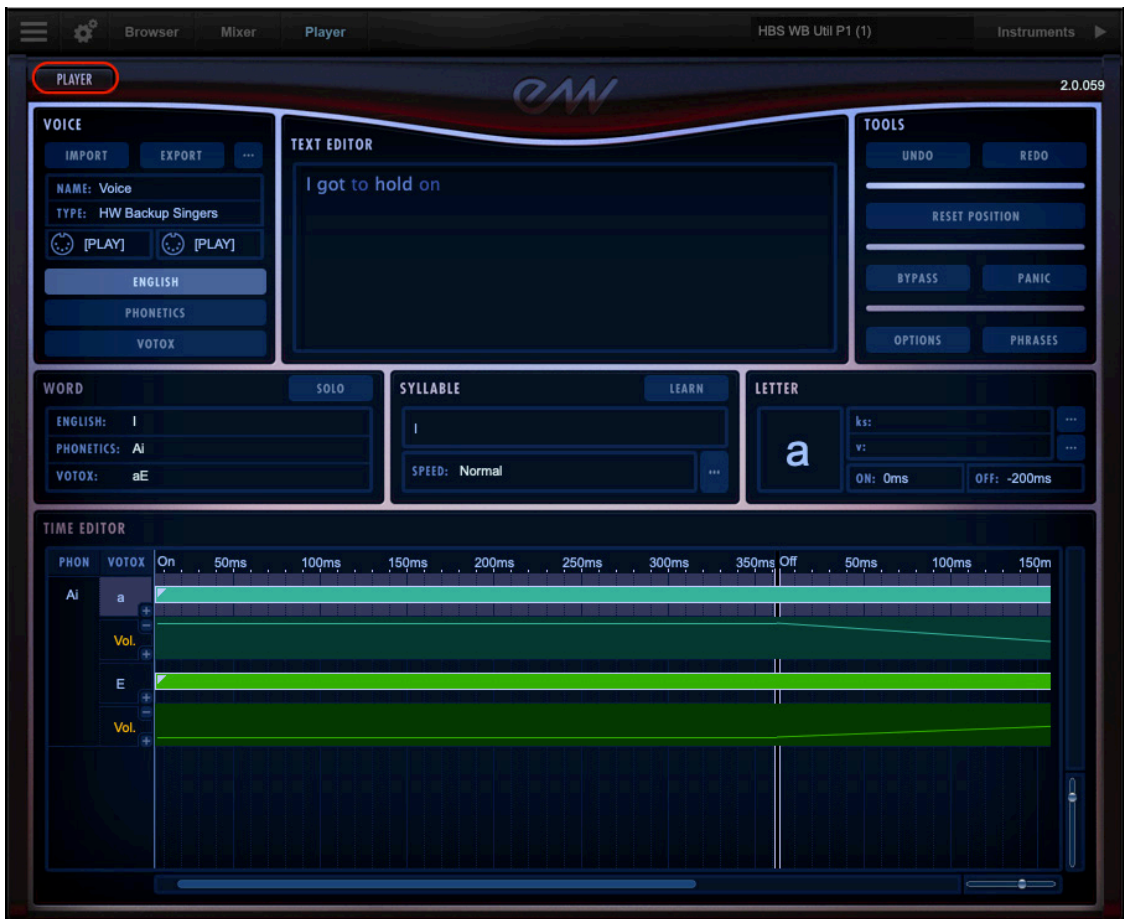 Browser Mixer Player HBS WB Util P1 (1) Instruments
PLAYER
EW
2.0.059
VOICE
IMPORT EXPORT ...
NAME: Voice
TYPE: HW Backup Singers
[PLAY] [PLAY]
ENGLISH
PHONETICS
VOTOX
TEXT EDITOR
I got to hold on
TOOLS
UNDO REDO
RESET POSITION
BYPASS PANIC
OPTIONS PHRASES
WORD SOLO
ENGLISH: I
PHONETICS: Ai
VOTOX: aE
SYLLABLE LEARN
I
SPEED: Normal ...
LETTER
a
ks: ...
v: ...
ON: 0ms OFF: -200ms
TIME EDITOR
PHON VOTOX On 50ms 100ms 150ms 200ms 250ms 300ms 350ms Off 50ms 100ms 150m
Ai a
+
-
Vol.
+
E
+
-
Vol.
+